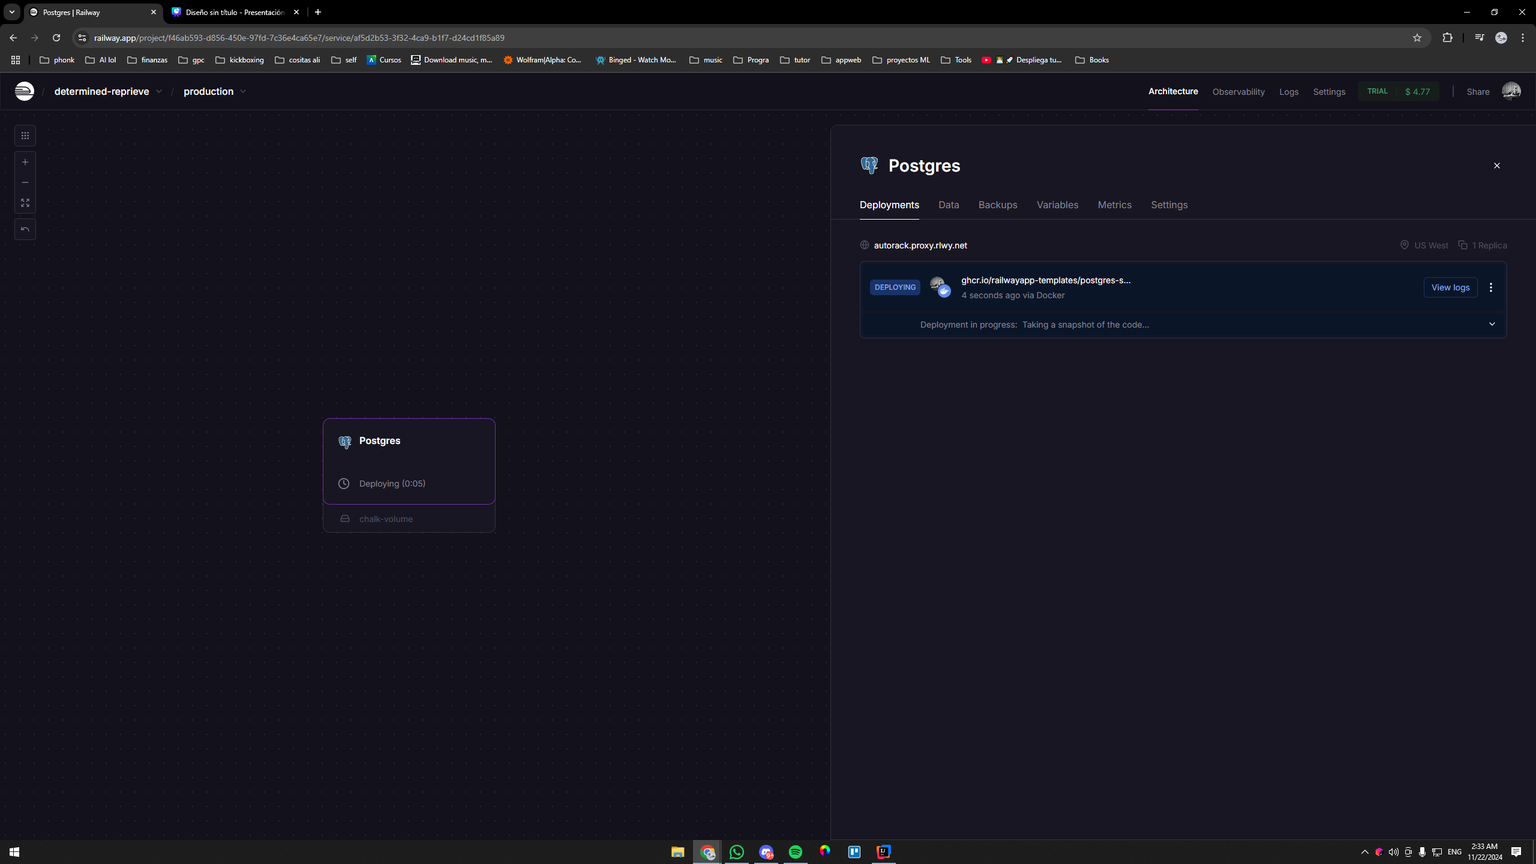 Postgres | Railway
Diseño sin título - Presentación
railway.app/project/f46ab593-d856-450e-97fd-7c36e4ca65e7/service/af5d2b53-3f32-4ca9-b1f7-d24cd1f85a89
phonk AI lol finanzas gpc kickboxing cositas ali self Cursos Download music, m... Wolfram|Alpha: Co... Binged - Watch Mo... music Progra tutor appweb proyectos ML Tools Despliega tu... Books
determined-reprieve / production
Architecture Observability Logs Settings TRIAL $ 4.77 Share
Postgres
Deployments Data Backups Variables Metrics Settings
autorack.proxy.rlwy.net US West 1 Replica
DEPLOYING ghcr.io/railwayapp-templates/postgres-s... View logs
4 seconds ago via Docker
Deployment in progress: Taking a snapshot of the code...
Postgres
Deploying (0:05)
chalk-volume
ENG 2:33 AM
11/22/2024